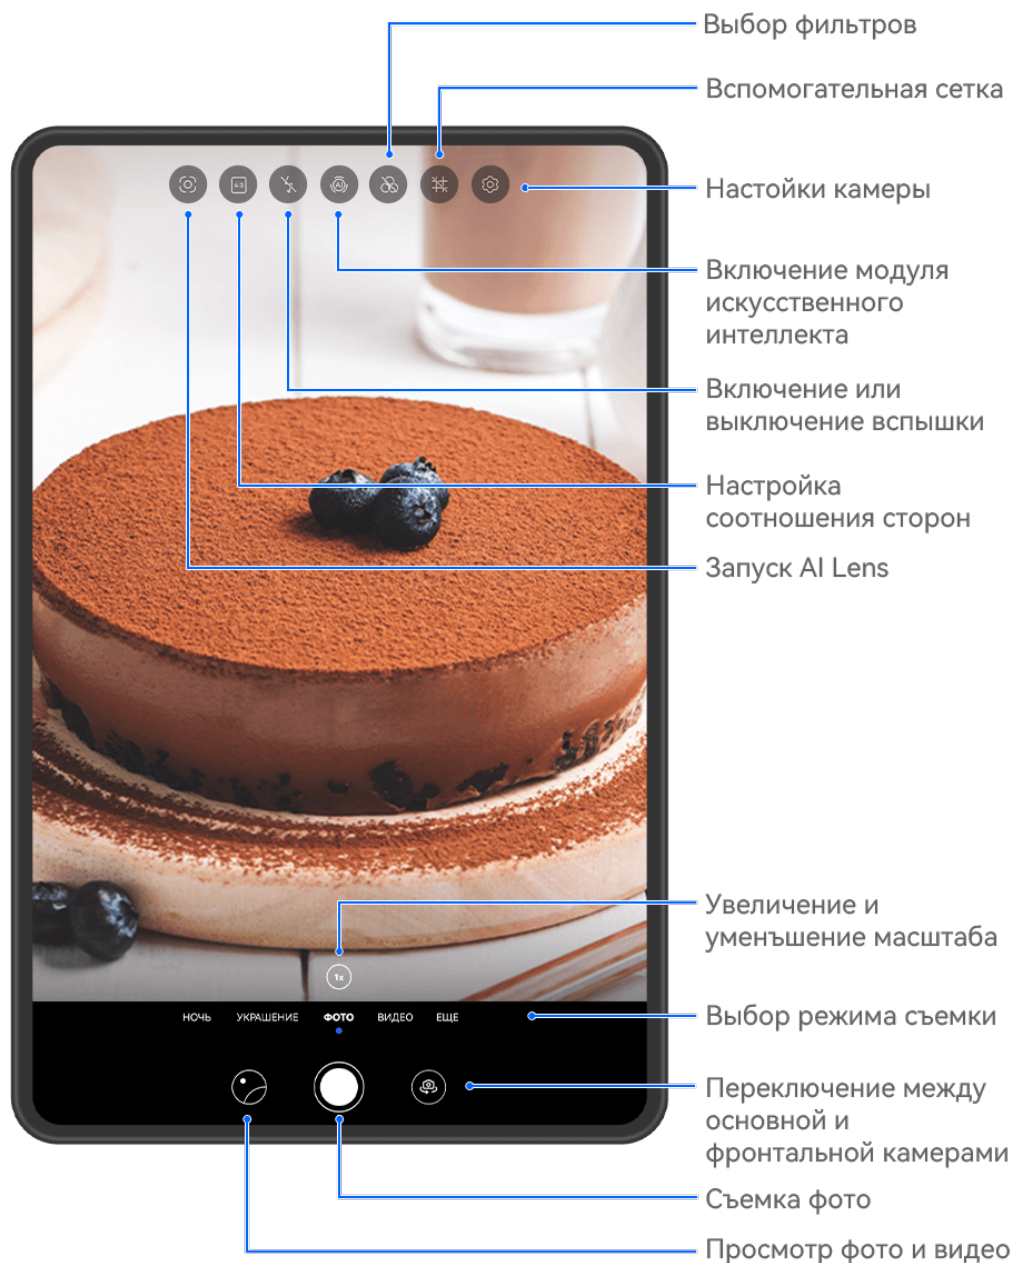 Выбор фильтров
Вспомогательная сетка
4:3
AI
Настойки камеры
Включение модуля
искусственного
интеллекта
Включение или
выключение вспышки
Настройка
соотношения сторон
Запуск AI Lens
Увеличение и
уменъшение масштаба
1x
НОЧЬ УКРАШЕНИЕ ФОТО ВИДЕО ЕЩЕ
Выбор режима съемки
Переключение между
основной и
фронтальной камерами
Съемка фото
Просмотр фото и видео